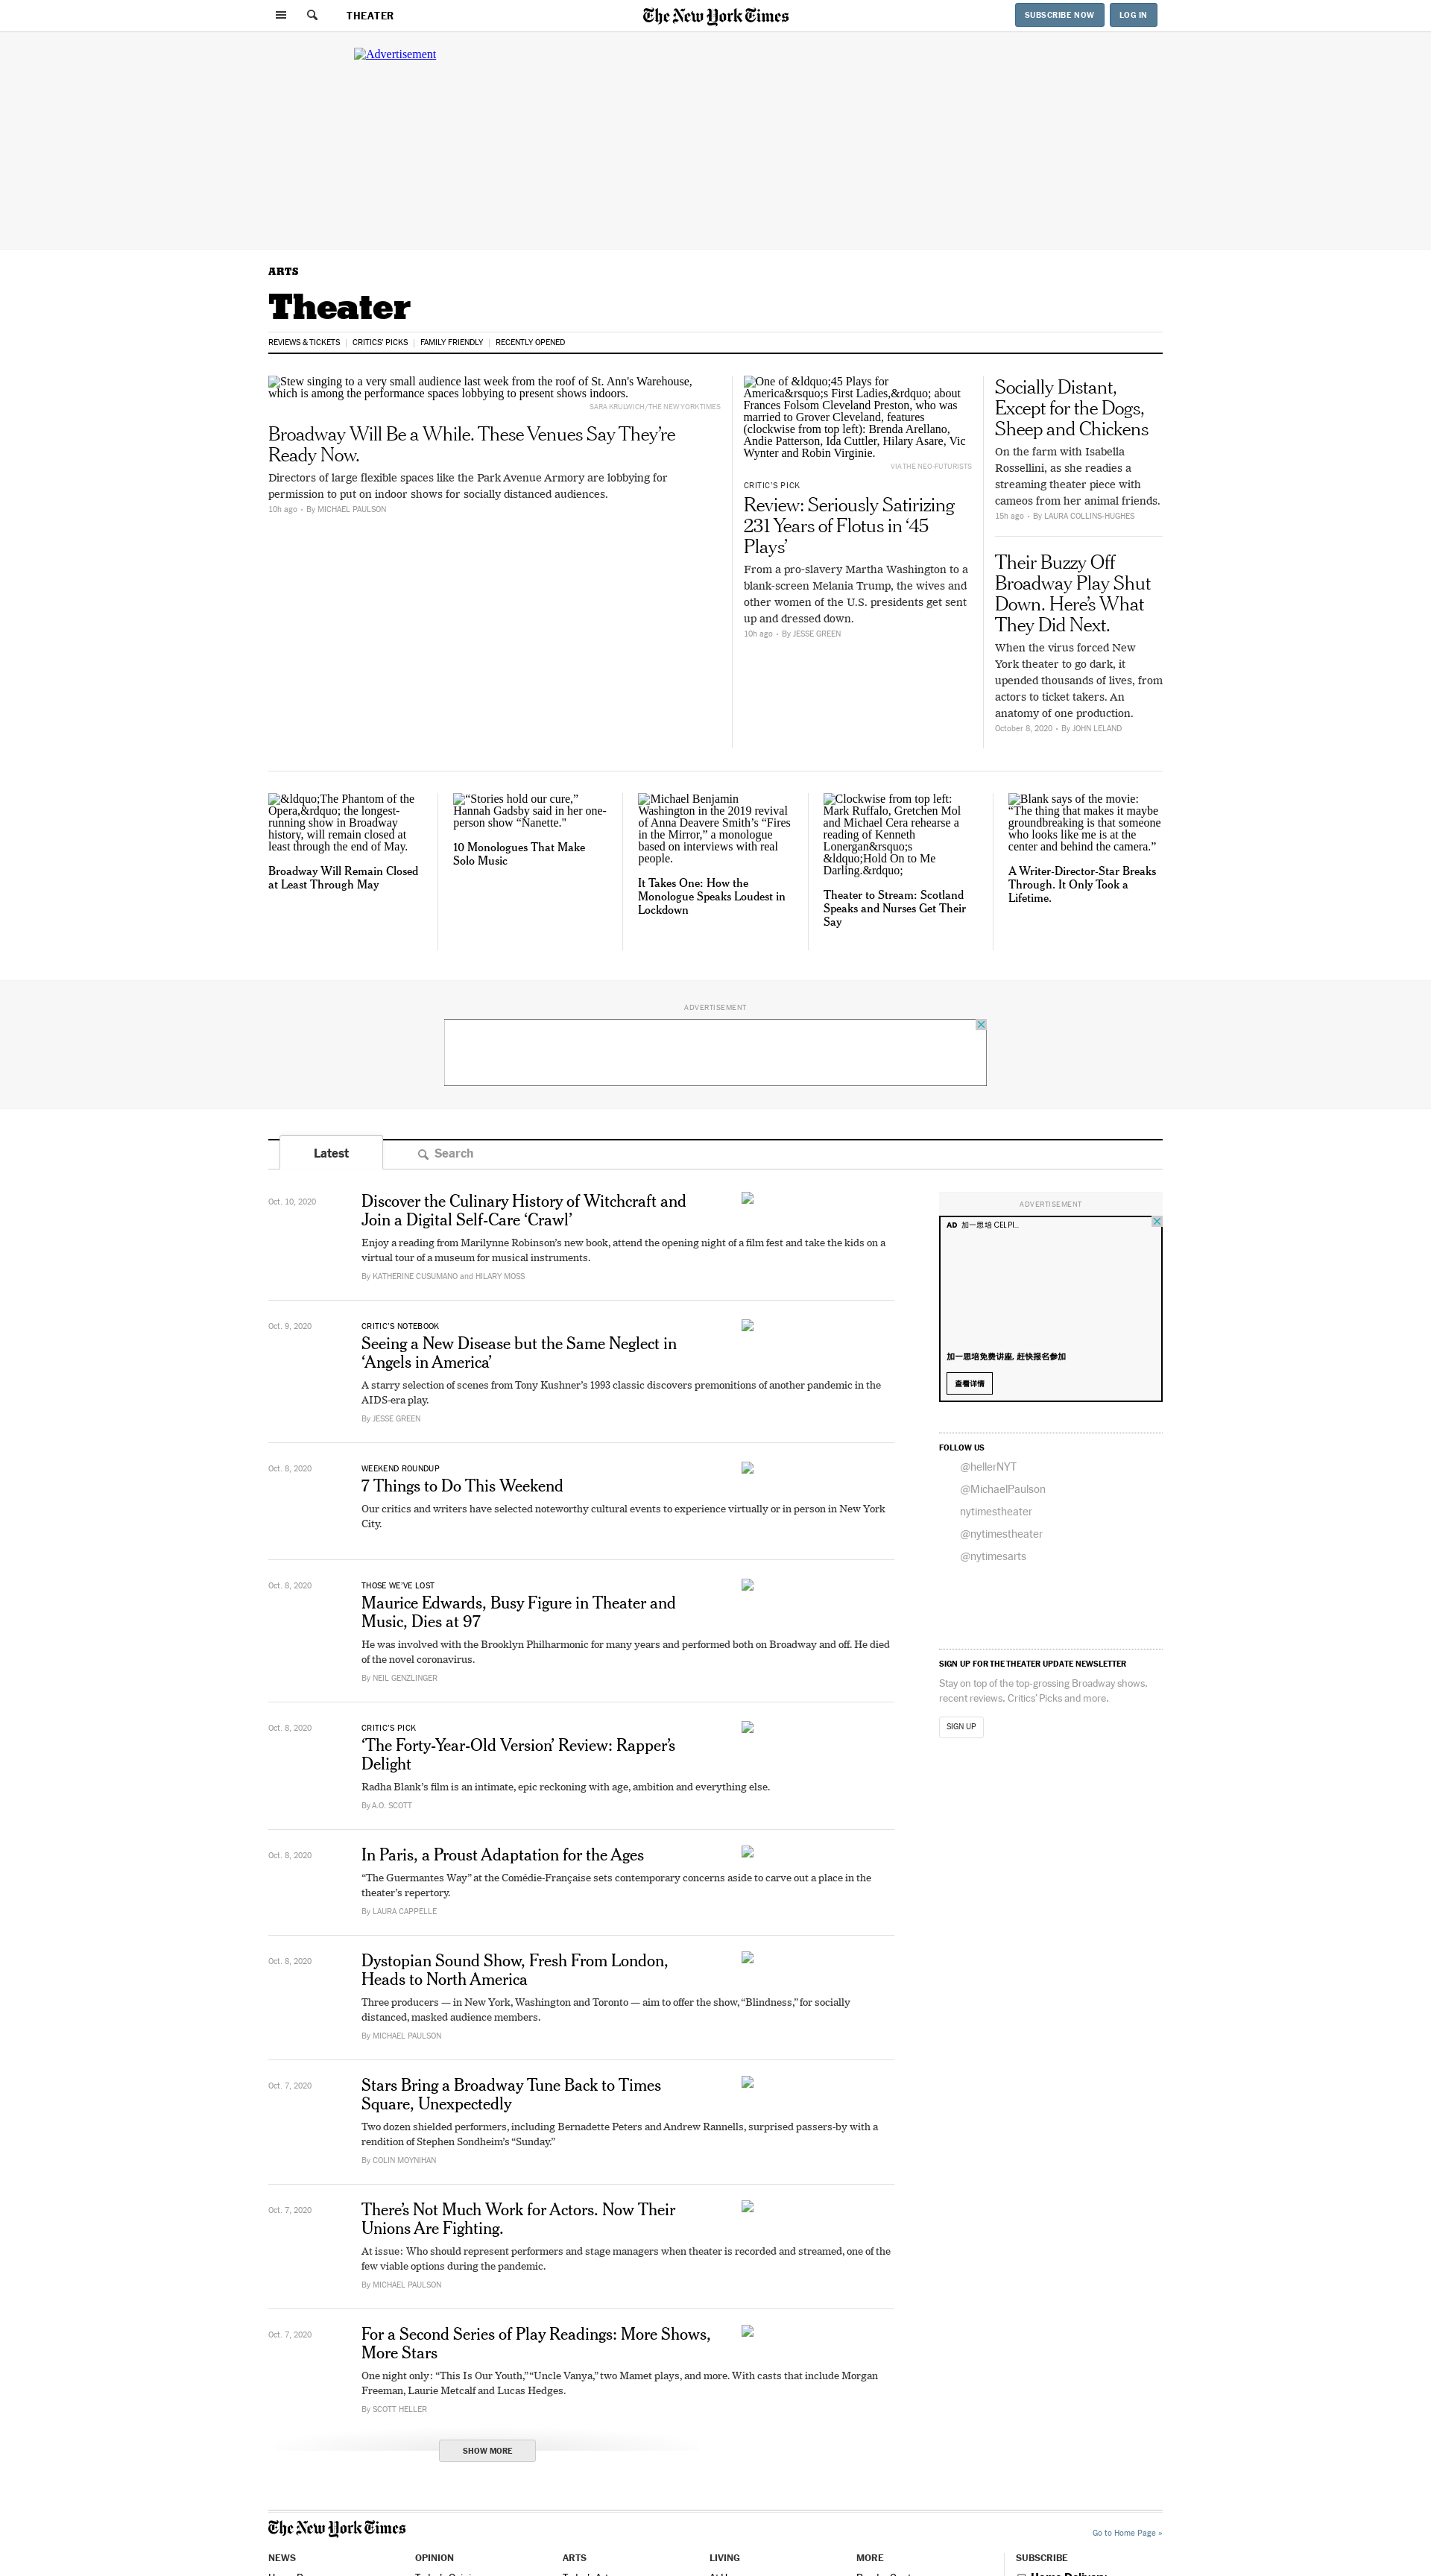 THEATER
The New York Times
SUBSCRIBE NOW
LOG IN
Advertisement
ARTS
Theater
REVIEWS & TICKETS
CRITICS' PICKS
FAMILY FRIENDLY
RECENTLY OPENED
Stew singing to a very small audience last week from the roof of St. Ann's Warehouse,
which is among the performance spaces lobbying to present shows indoors.
SARA KRULWICH/THE NEW YORK TIMES
Broadway Will Be a While. These Venues Say They’re
Ready Now.
Directors of large flexible spaces like the Park Avenue Armory are lobbying for
permission to put on indoor shows for socially distanced audiences.
10h ago • By MICHAEL PAULSON
One of &ldquo;45 Plays for
America&rsquo;s First Ladies,&rdquo; about
Frances Folsom Cleveland Preston, who was
married to Grover Cleveland, features
(clockwise from top left): Brenda Arellano,
Andie Patterson, Ida Cuttler, Hilary Asare, Vic
Wynter and Robin Virginie.
VIA THE NEO-FUTURISTS
CRITIC’S PICK
Review: Seriously Satirizing
231 Years of Flotus in ‘45
Plays’
From a pro-slavery Martha Washington to a
blank-screen Melania Trump, the wives and
other women of the U.S. presidents get sent
up and dressed down.
10h ago • By JESSE GREEN
Socially Distant,
Except for the Dogs,
Sheep and Chickens
On the farm with Isabella
Rossellini, as she readies a
streaming theater piece with
cameos from her animal friends.
15h ago • By LAURA COLLINS-HUGHES
Their Buzzy Off
Broadway Play Shut
Down. Here’s What
They Did Next.
When the virus forced New
York theater to go dark, it
upended thousands of lives, from
actors to ticket takers. An
anatomy of one production.
October 8, 2020 • By JOHN LELAND
&ldquo;The Phantom of the
Opera,&rdquo; the longest-
running show in Broadway
history, will remain closed at
least through the end of May.
Broadway Will Remain Closed
at Least Through May
“Stories hold our cure,”
Hannah Gadsby said in her one-
person show “Nanette."
10 Monologues That Make
Solo Music
Michael Benjamin
Washington in the 2019 revival
of Anna Deavere Smith’s “Fires
in the Mirror,” a monologue
based on interviews with real
people.
It Takes One: How the
Monologue Speaks Loudest in
Lockdown
Clockwise from top left:
Mark Ruffalo, Gretchen Mol
and Michael Cera rehearse a
reading of Kenneth
Lonergan&rsquo;s
&ldquo;Hold On to Me
Darling.&rdquo;
Theater to Stream: Scotland
Speaks and Nurses Get Their
Say
Blank says of the movie:
“The thing that makes it maybe
groundbreaking is that someone
who looks like me is at the
center and behind the camera.”
A Writer-Director-Star Breaks
Through. It Only Took a
Lifetime.
ADVERTISEMENT
Latest
Search
Oct. 10, 2020
Discover the Culinary History of Witchcraft and
Join a Digital Self-Care ‘Crawl’
Enjoy a reading from Marilynne Robinson’s new book, attend the opening night of a film fest and take the kids on a
virtual tour of a museum for musical instruments.
By KATHERINE CUSUMANO and HILARY MOSS
Oct. 9, 2020
CRITIC’S NOTEBOOK
Seeing a New Disease but the Same Neglect in
‘Angels in America’
A starry selection of scenes from Tony Kushner’s 1993 classic discovers premonitions of another pandemic in the
AIDS-era play.
By JESSE GREEN
Oct. 8, 2020
WEEKEND ROUNDUP
7 Things to Do This Weekend
Our critics and writers have selected noteworthy cultural events to experience virtually or in person in New York
City.
Oct. 8, 2020
THOSE WE’VE LOST
Maurice Edwards, Busy Figure in Theater and
Music, Dies at 97
He was involved with the Brooklyn Philharmonic for many years and performed both on Broadway and off. He died
of the novel coronavirus.
By NEIL GENZLINGER
Oct. 8, 2020
CRITIC’S PICK
‘The Forty-Year-Old Version’ Review: Rapper’s
Delight
Radha Blank’s film is an intimate, epic reckoning with age, ambition and everything else.
By A.O. SCOTT
Oct. 8, 2020
In Paris, a Proust Adaptation for the Ages
“The Guermantes Way” at the Comédie-Française sets contemporary concerns aside to carve out a place in the
theater’s repertory.
By LAURA CAPPELLE
Oct. 8, 2020
Dystopian Sound Show, Fresh From London,
Heads to North America
Three producers — in New York, Washington and Toronto — aim to offer the show, “Blindness,” for socially
distanced, masked audience members.
By MICHAEL PAULSON
Oct. 7, 2020
Stars Bring a Broadway Tune Back to Times
Square, Unexpectedly
Two dozen shielded performers, including Bernadette Peters and Andrew Rannells, surprised passers-by with a
rendition of Stephen Sondheim’s “Sunday.”
By COLIN MOYNIHAN
Oct. 7, 2020
There’s Not Much Work for Actors. Now Their
Unions Are Fighting.
At issue: Who should represent performers and stage managers when theater is recorded and streamed, one of the
few viable options during the pandemic.
By MICHAEL PAULSON
Oct. 7, 2020
For a Second Series of Play Readings: More Shows,
More Stars
One night only: “This Is Our Youth,” “Uncle Vanya,” two Mamet plays, and more. With casts that include Morgan
Freeman, Laurie Metcalf and Lucas Hedges.
By SCOTT HELLER
SHOW MORE
ADVERTISEMENT
AD 加一思培 CELPI...
加一思培免费讲座, 赶快报名参加
查看详情
FOLLOW US
@hellerNYT
@MichaelPaulson
nytimestheater
@nytimestheater
@nytimesarts
SIGN UP FOR THE THEATER UPDATE NEWSLETTER
Stay on top of the top-grossing Broadway shows,
recent reviews, Critics’ Picks and more.
SIGN UP
The New York Times
Go to Home Page »
NEWS
OPINION
ARTS
LIVING
MORE
SUBSCRIBE